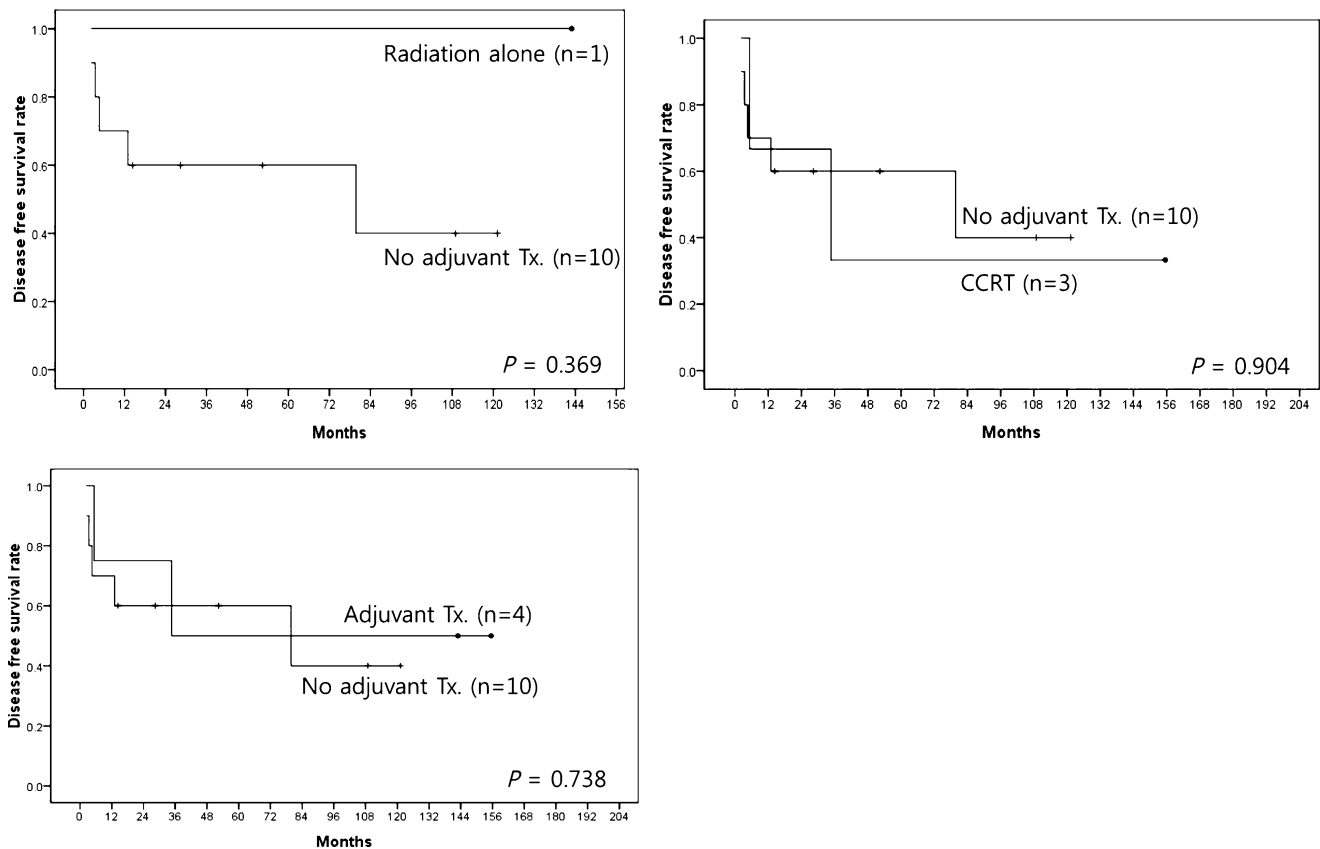 1.0
0.8
0.6
0.4
0.2
0.0
Disease free survival rate
Radiation alone (n=1)
No adjuvant Tx. (n=10)
P = 0.369
0 12 24 36 48 60 72 84 96 108 120 132 144 156
Months
1.0
0.8
0.6
0.4
0.2
0.0
Disease free survival rate
No adjuvant Tx. (n=10)
CCRT (n=3)
P = 0.904
0 12 24 36 48 60 72 84 96 108 120 132 144 156 168 180 192 204
Months
1.0
0.8
0.6
0.4
0.2
0.0
Disease free survival rate
Adjuvant Tx. (n=4)
No adjuvant Tx. (n=10)
P = 0.738
0 12 24 36 48 60 72 84 96 108 120 132 144 156 168 180 192 204
Months